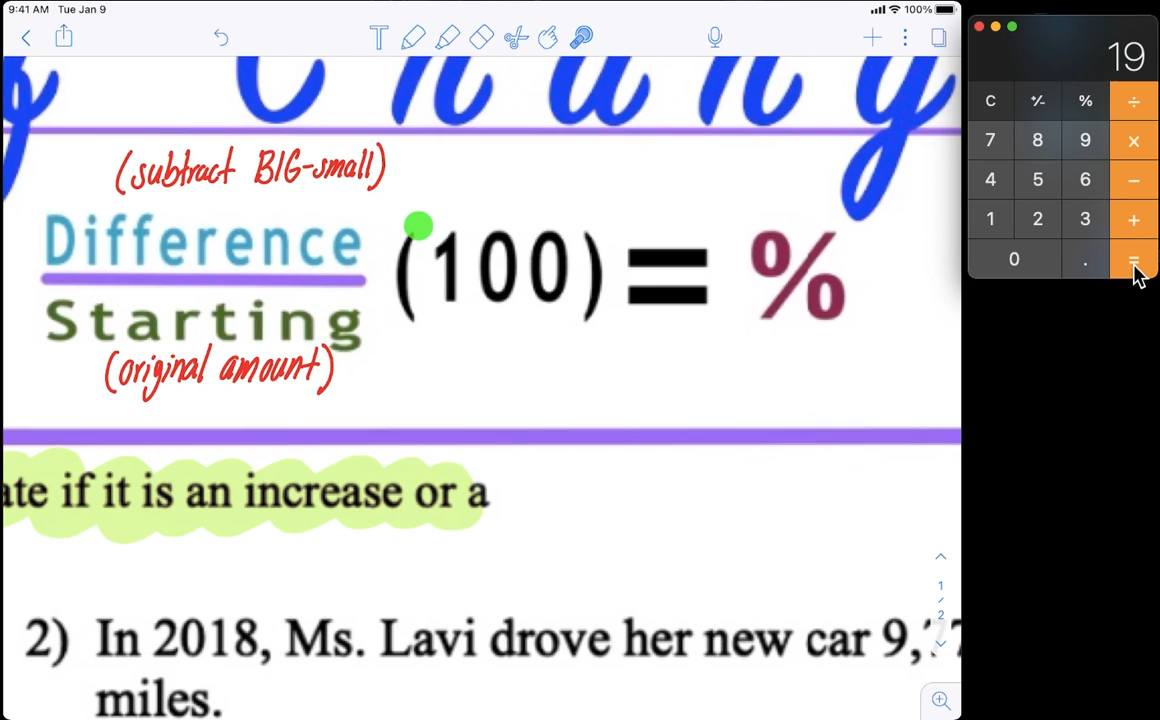 9:41 AM Tue Jan 9
100%
(subtract BIG-small)
Difference
Starting
(100) = %
(original amount)
if it is an increase or a
2) In 2018, Ms. Lavi drove her new car
miles.
1
2
19
C +/- % ÷
7 8 9 ×
4 5 6 −
1 2 3 +
0 . =